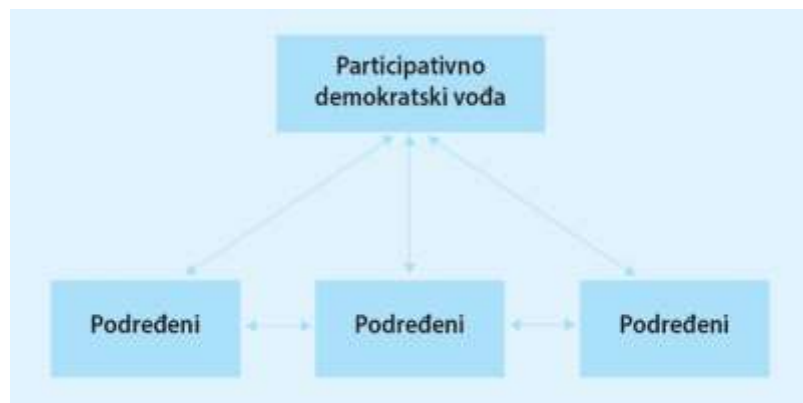 Participativno
demokratski vođa
Podređeni
Podređeni
Podređeni